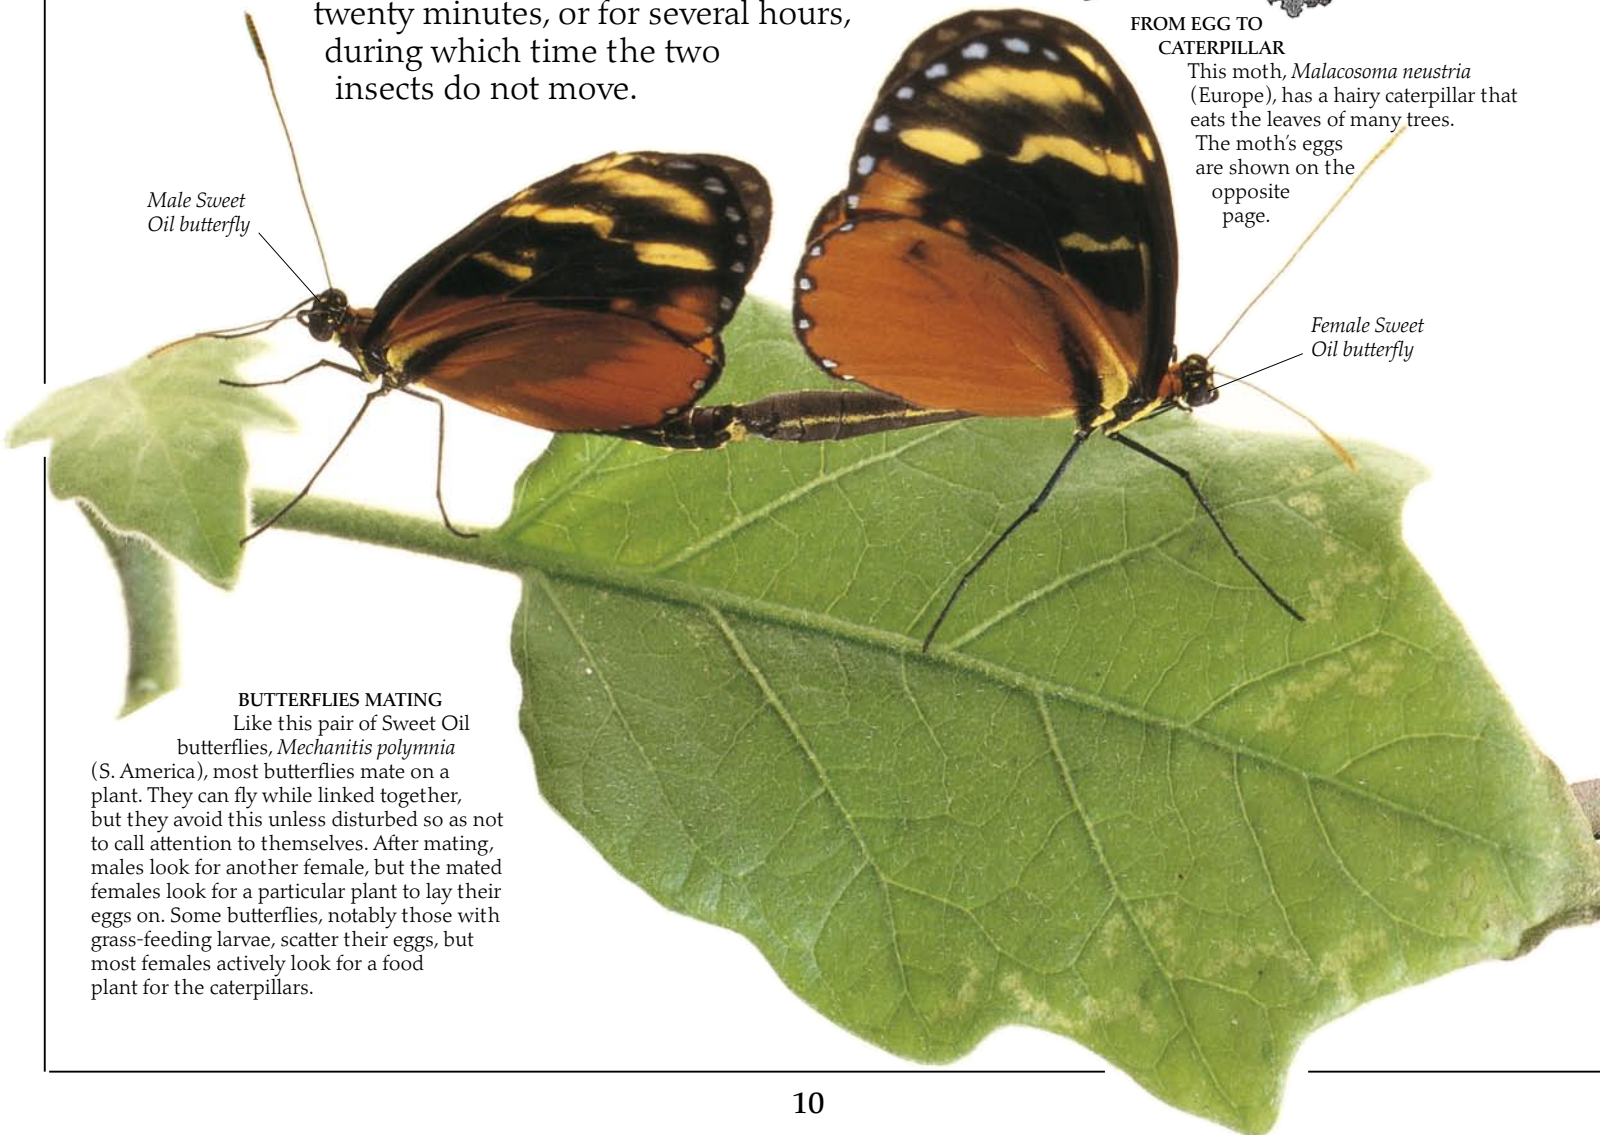 twenty minutes, or for several hours,
during which time the two
insects do not move.
FROM EGG TO
CATERPILLAR
This moth, Malacosoma neustria
(Europe), has a hairy caterpillar that
eats the leaves of many trees.
The moth's eggs
are shown on the
opposite
page.
Male Sweet
Oil butterfly
Female Sweet
Oil butterfly
BUTTERFLIES MATING
Like this pair of Sweet Oil
butterflies, Mechanitis polymnia
(S. America), most butterflies mate on a
plant. They can fly while linked together,
but they avoid this unless disturbed so as not
to call attention to themselves. After mating,
males look for another female, but the mated
females look for a particular plant to lay their
eggs on. Some butterflies, notably those with
grass-feeding larvae, scatter their eggs, but
most females actively look for a food
plant for the caterpillars.
10